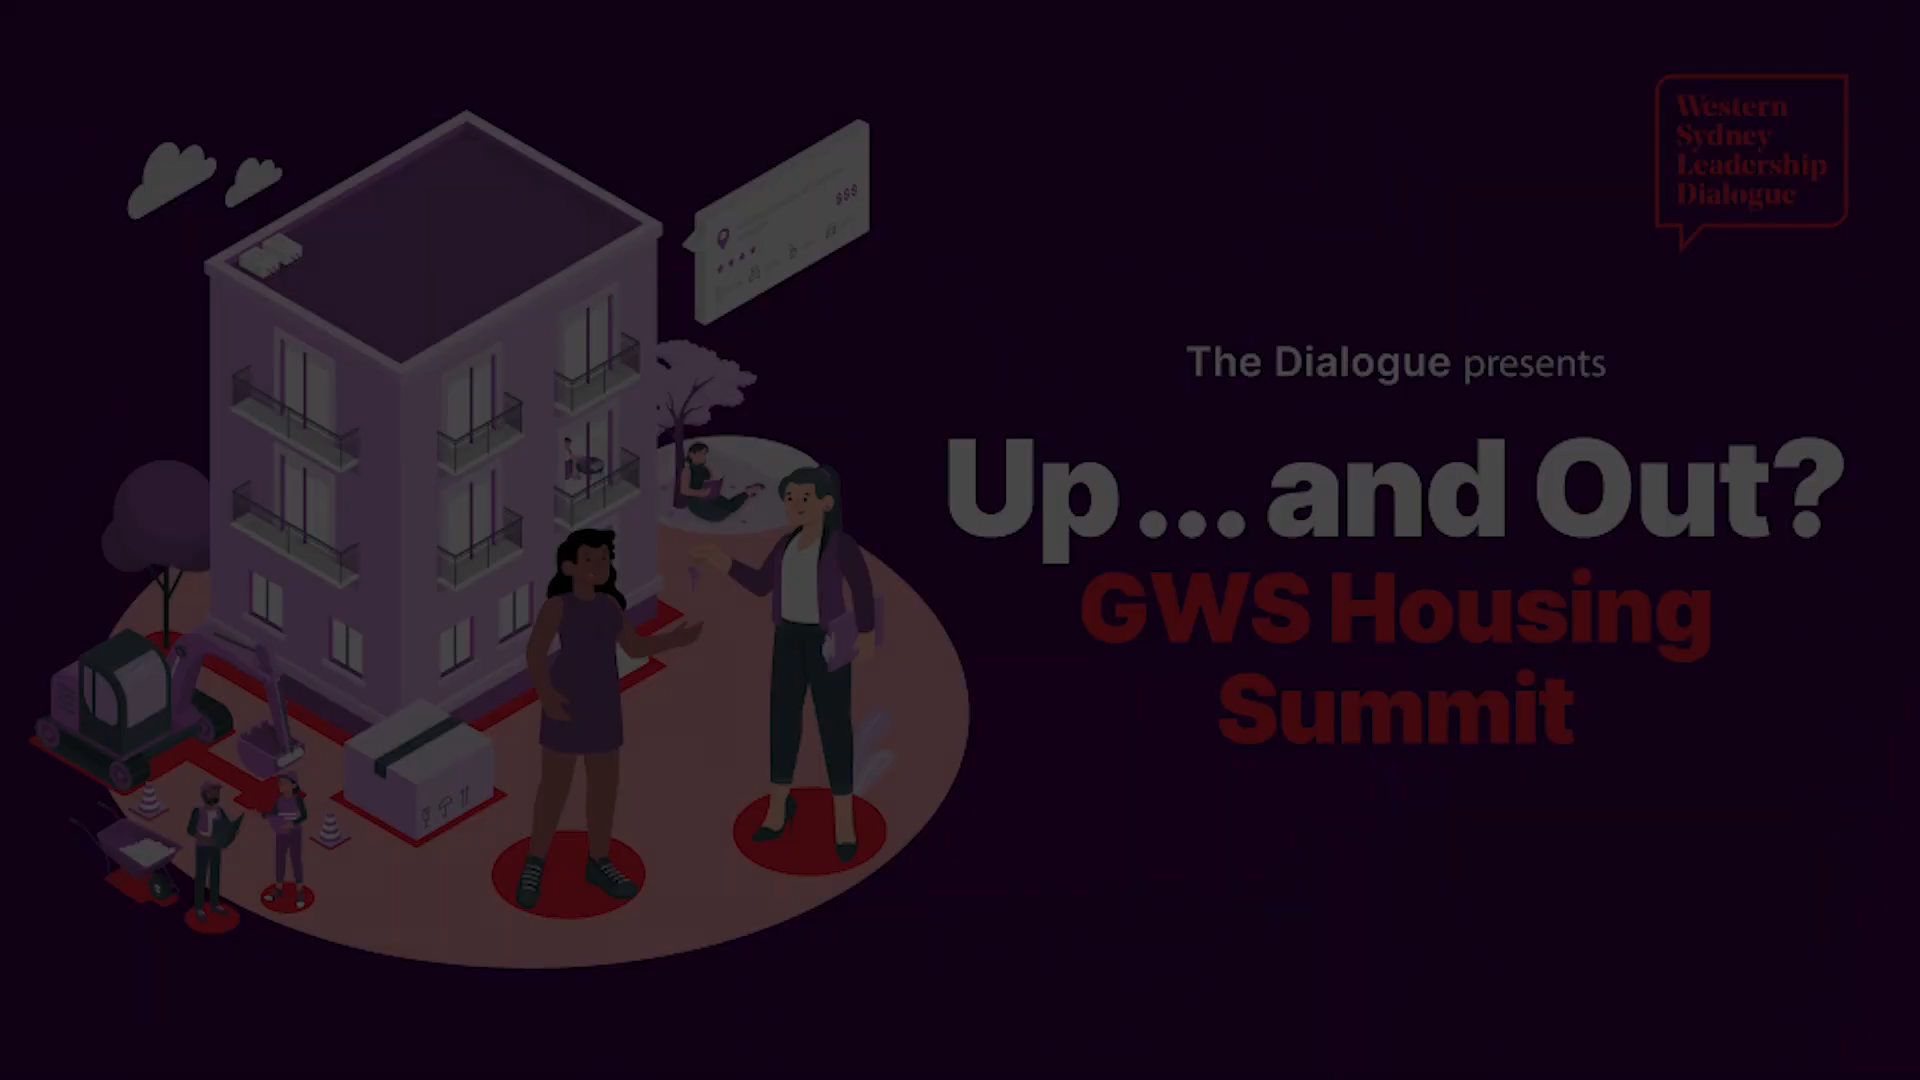 Western
Sydney
Leadership
Dialogue
$$$
The Dialogue presents
Up... and Out?
GWS Housing
Summit